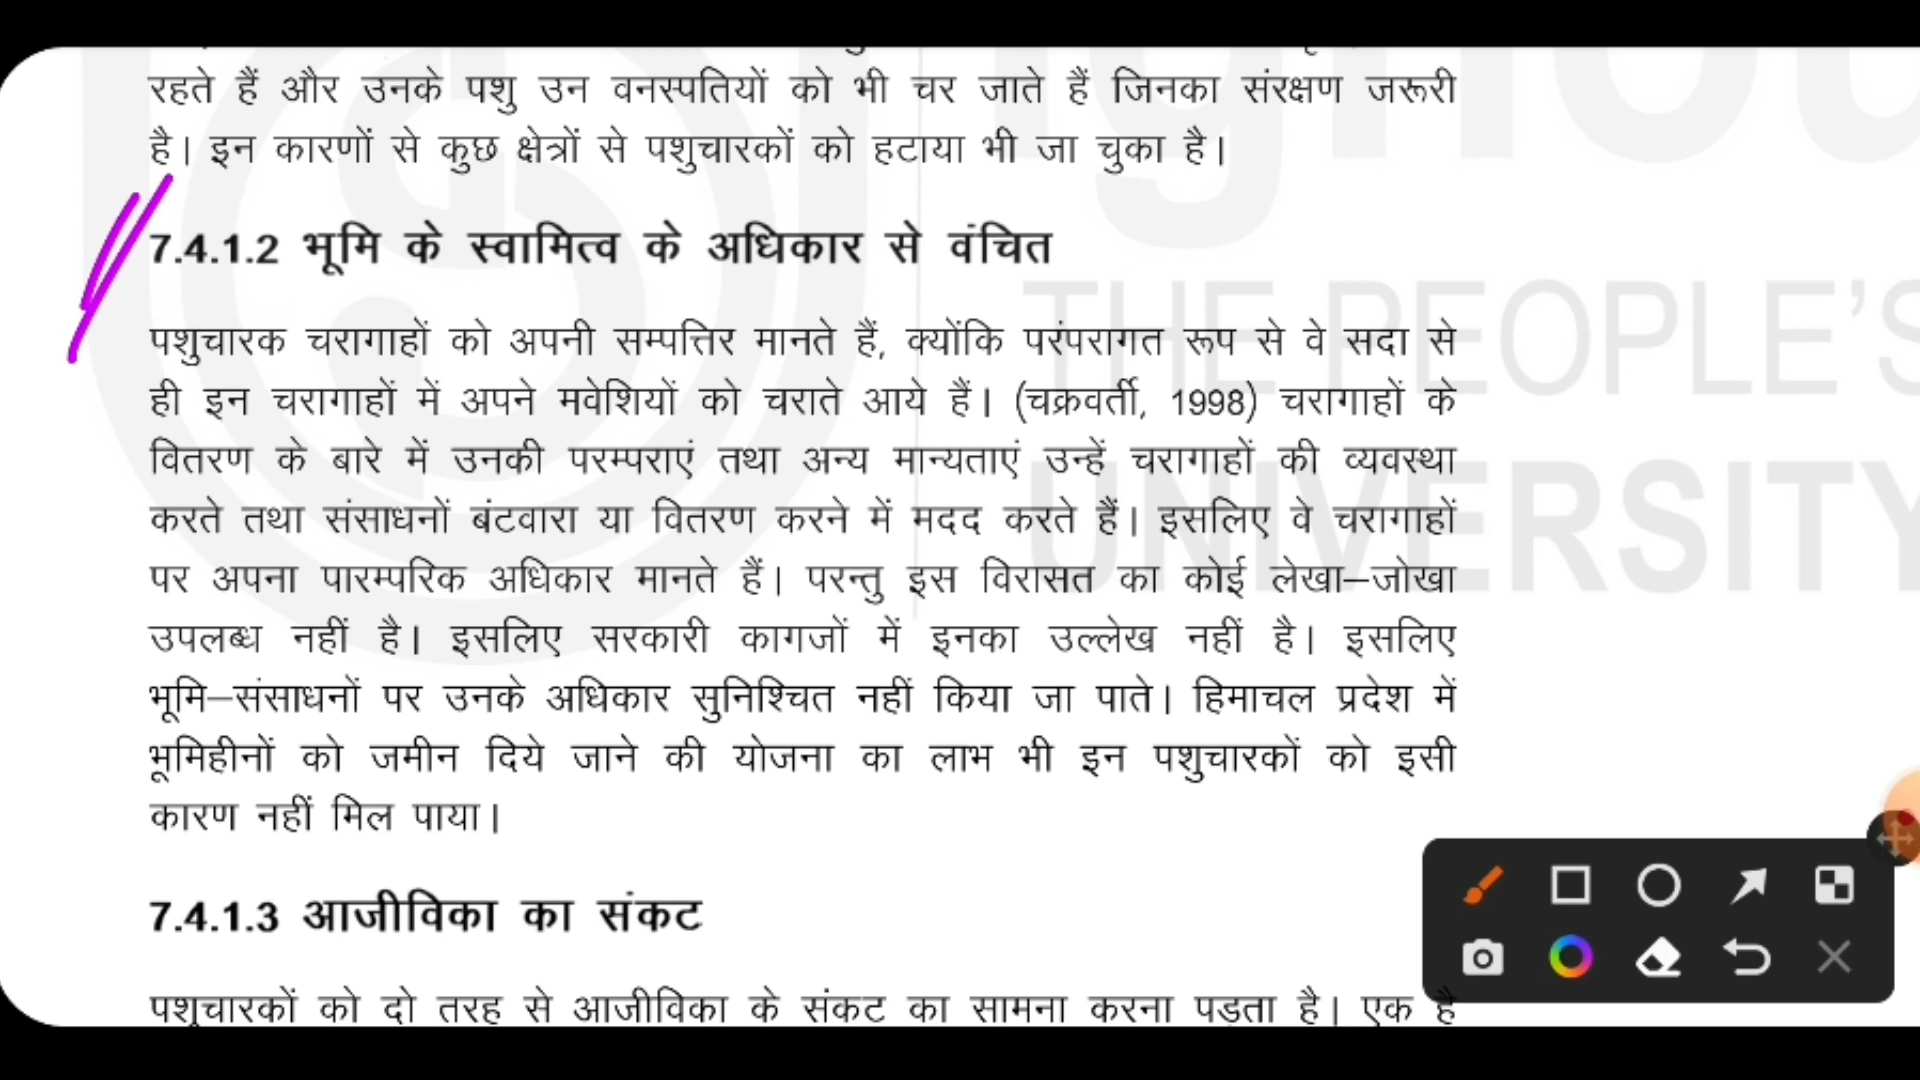 रहते हैं और उनके पशु उन वनस्पतियों को भी चर जाते हैं जिनका संरक्षण जरूरी
है। इन कारणों से कुछ क्षेत्रों से पशुचारकों को हटाया भी जा चुका है।
7.4.1.2 भूमि के स्वामित्व के अधिकार से वंचित
पशुचारक चरागाहों को अपनी सम्पत्तिर मानते हैं, क्योंकि परंपरागत रूप से वे सदा से
ही इन चरागाहों में अपने मवेशियों को चराते आये हैं। (चक्रवर्ती, 1998) चरागाहों के
वितरण के बारे में उनकी परम्पराएं तथा अन्य मान्यताएं उन्हें चरागाहों की व्यवस्था
करते तथा संसाधनों बंटवारा या वितरण करने में मदद करते हैं। इसलिए वे चरागाहों
पर अपना पारम्परिक अधिकार मानते हैं। परन्तु इस विरासत का कोई लेखा–जोखा
उपलब्ध नहीं है। इसलिए सरकारी कागजों में इनका उल्लेख नहीं है। इसलिए
भूमि–संसाधनों पर उनके अधिकार सुनिश्चित नहीं किया जा पाते। हिमाचल प्रदेश में
भूमिहीनों को जमीन दिये जाने की योजना का लाभ भी इन पशुचारकों को इसी
कारण नहीं मिल पाया।
7.4.1.3 आजीविका का संकट
पशुचारकों को दो तरह से आजीविका के संकट का सामना करना पड़ता है। एक है
ignou
THE PEOPLE'S
UNIVERSITY